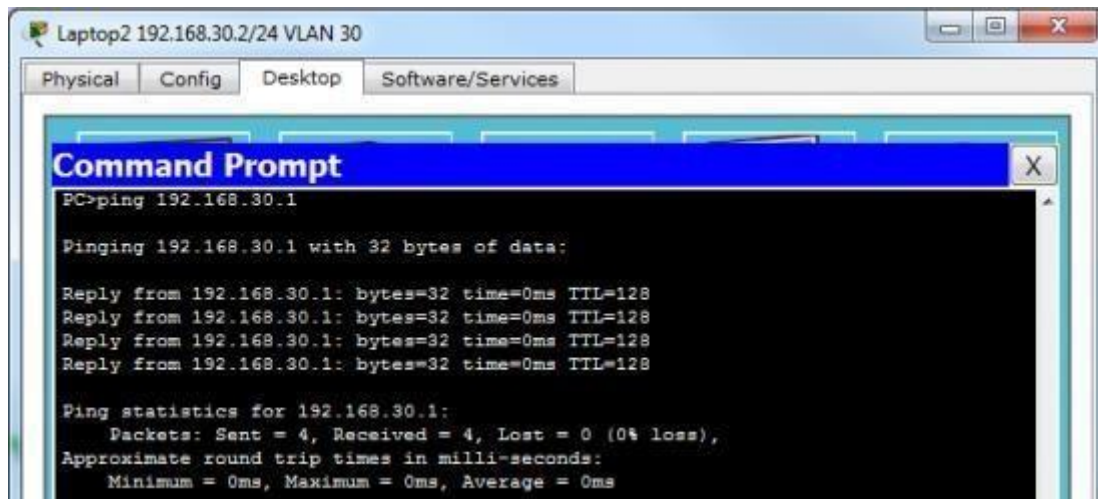 Laptop2 192.168.30.2/24 VLAN 30
Physical Config Desktop Software/Services
Command Prompt X
PC>ping 192.168.30.1
Pinging 192.168.30.1 with 32 bytes of data:
Reply from 192.168.30.1: bytes=32 time=0ms TTL=128
Reply from 192.168.30.1: bytes=32 time=0ms TTL=128
Reply from 192.168.30.1: bytes=32 time=0ms TTL=128
Reply from 192.168.30.1: bytes=32 time=0ms TTL=128
Ping statistics for 192.168.30.1:
Packets: Sent = 4, Received = 4, Lost = 0 (0% loss),
Approximate round trip times in milli-seconds:
Minimum = 0ms, Maximum = 0ms, Average = 0ms